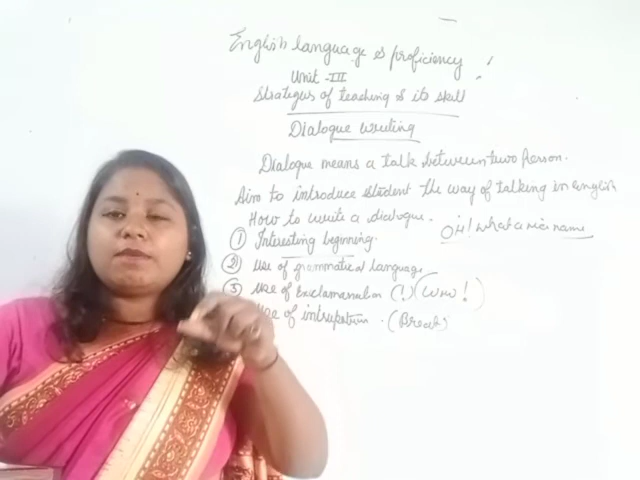 English language & proficiency !
Unit - III
Strategies of teaching & its skill
Dialogue writing
Dialogue means a talk between two Person.
Aim to introduce student the way of talking in english
How to write a dialogue.
OH! what a nice name
① Interesting beginning.
② Use of grammatical language
③ Use of Exclamanation (!) (wow !)
Use of intrupetion . (Break)